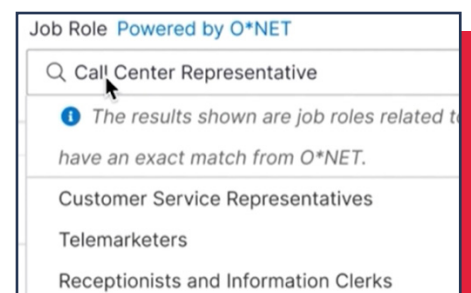 Job Role Powered by O*NET
Call Center Representative
The results shown are job roles related
have an exact match from O*NET.
Customer Service Representatives
Telemarketers
Receptionists and Information Clerks